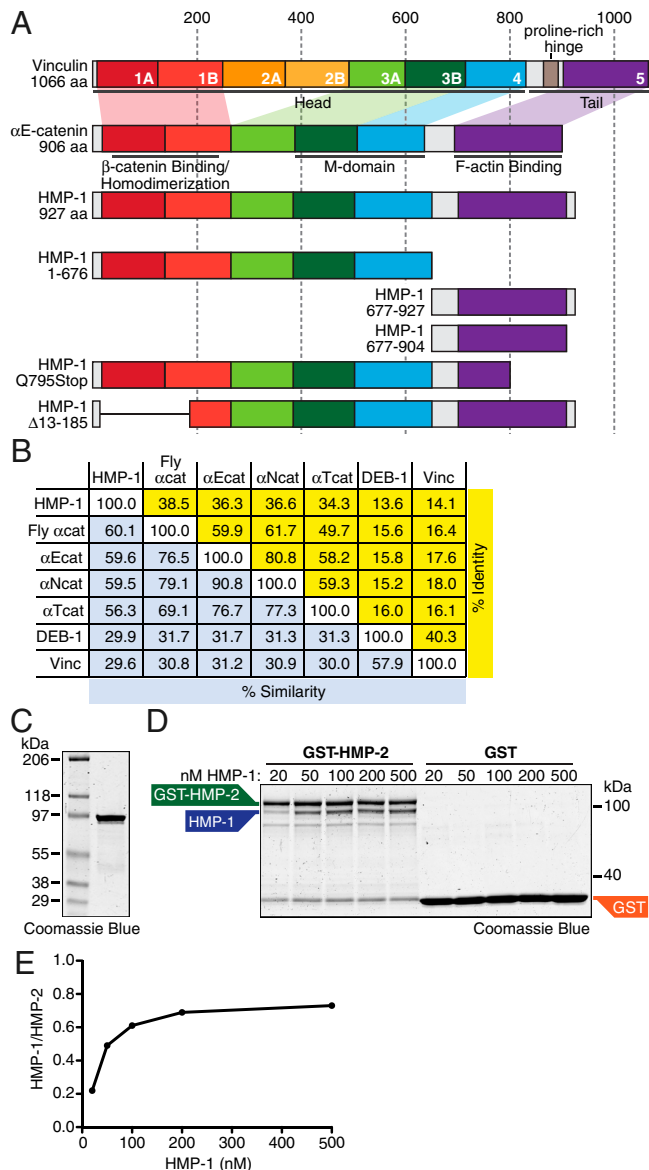 A
200 400 600 800 1000
proline-rich
hinge
Vinculin
1066 aa
1A 1B 2A 2B 3A 3B 4 5
Head Tail
αE-catenin
906 aa
β-catenin Binding/
Homodimerization
M-domain
F-actin Binding
HMP-1
927 aa
HMP-1
1-676
HMP-1
677-927
HMP-1
677-904
HMP-1
Q795Stop
HMP-1
Δ13-185
B
HMP-1 Fly αcat αEcat αNcat αTcat DEB-1 Vinc
HMP-1 100.0 38.5 36.3 36.6 34.3 13.6 14.1
Fly αcat 60.1 100.0 59.9 61.7 49.7 15.6 16.4
αEcat 59.6 76.5 100.0 80.8 58.2 15.8 17.6
αNcat 59.5 79.1 90.8 100.0 59.3 15.2 18.0
αTcat 56.3 69.1 76.7 77.3 100.0 16.0 16.1
DEB-1 29.9 31.7 31.7 31.3 31.3 100.0 40.3
Vinc 29.6 30.8 31.2 30.9 30.0 57.9 100.0
% Identity
% Similarity
C
kDa
206
118
97
55
38
29
Coomassie Blue
D
GST-HMP-2 GST
nM HMP-1: 20 50 100 200 500 20 50 100 200 500
kDa
GST-HMP-2
HMP-1
100
40
GST
Coomassie Blue
E
HMP-1/HMP-2
1.0
0.8
0.6
0.4
0.2
0.0
0 100 200 300 400 500
HMP-1 (nM)